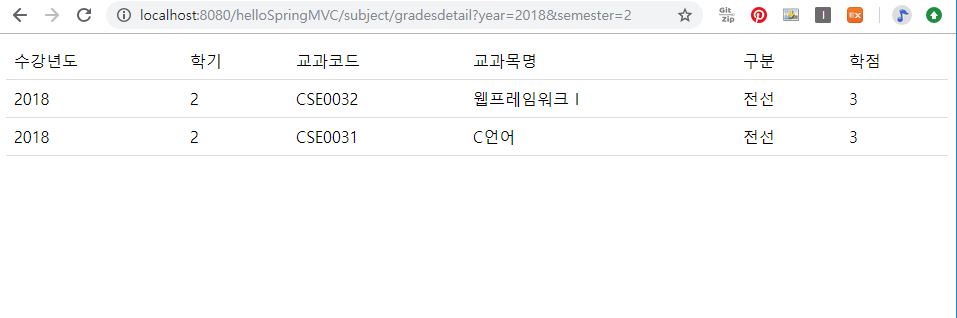 localhost:8080/helloSpringMVC/subject/gradesdetail?year=2018&semester=2
Git Zip I Ex
수강년도 학기 교과코드 교과목명 구분 학점
2018 2 CSE0032 웹프레임워크Ⅰ 전선 3
2018 2 CSE0031 C언어 전선 3